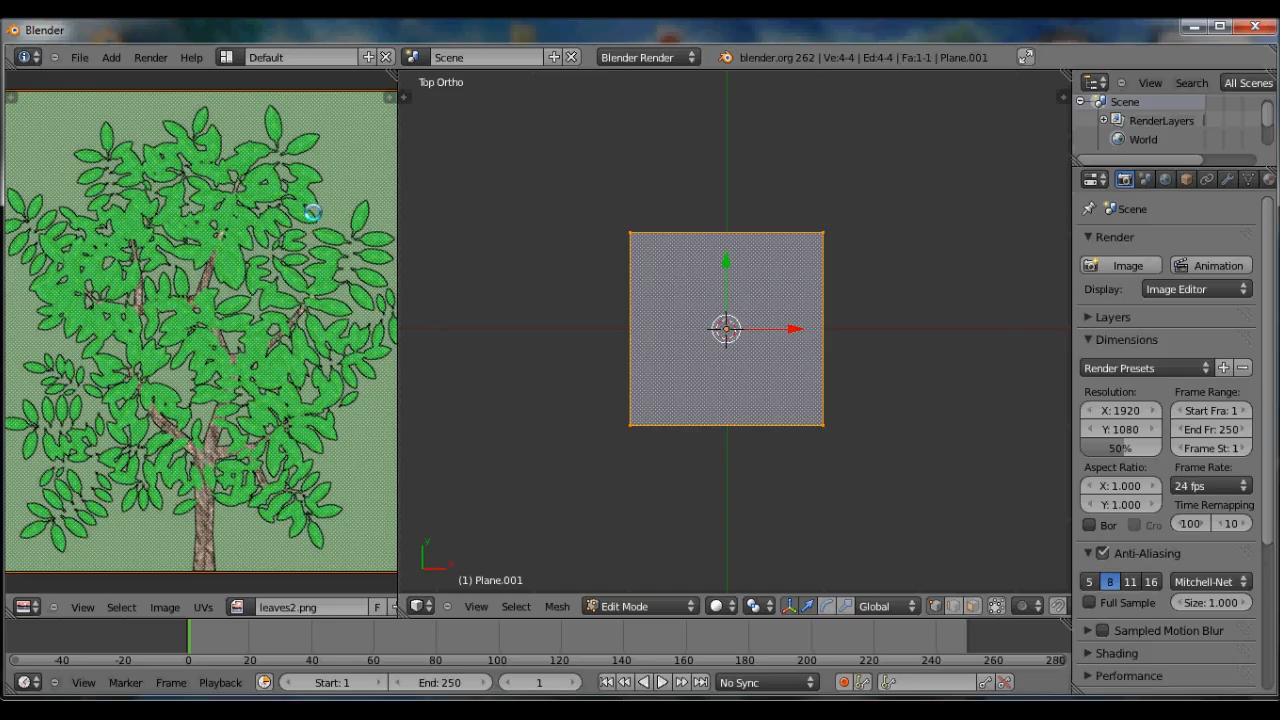 Blender
File Add Render Help Default Scene Blender Render blender.org 262 | Ve:4-4 | Ed:4-4 | Fa:1-1 | Plane.001
Top Ortho
View Search All Scenes
Scene
RenderLayers
World
Scene
Render
Image Animation
Display: Image Editor
Layers
Dimensions
Render Presets
Resolution: Frame Range:
X: 1920 Start Fra: 1
Y: 1080 End Fr: 250
50% Frame St: 1
Aspect Ratio: Frame Rate:
X: 1.000 24 fps
Y: 1.000 Time Remapping
Bor Cro 100 10
Anti-Aliasing
5 8 11 16 Mitchell-Net
Full Sample Size: 1.000
Sampled Motion Blur
Shading
Performance
y
x
(1) Plane.001
View Select Image UVs leaves2.png F
View Select Mesh Edit Mode Global
-40 -20 0 20 40 60 80 100 120 140 160 180 200 220 240 260 280
View Marker Frame Playback Start: 1 End: 250 1 No Sync